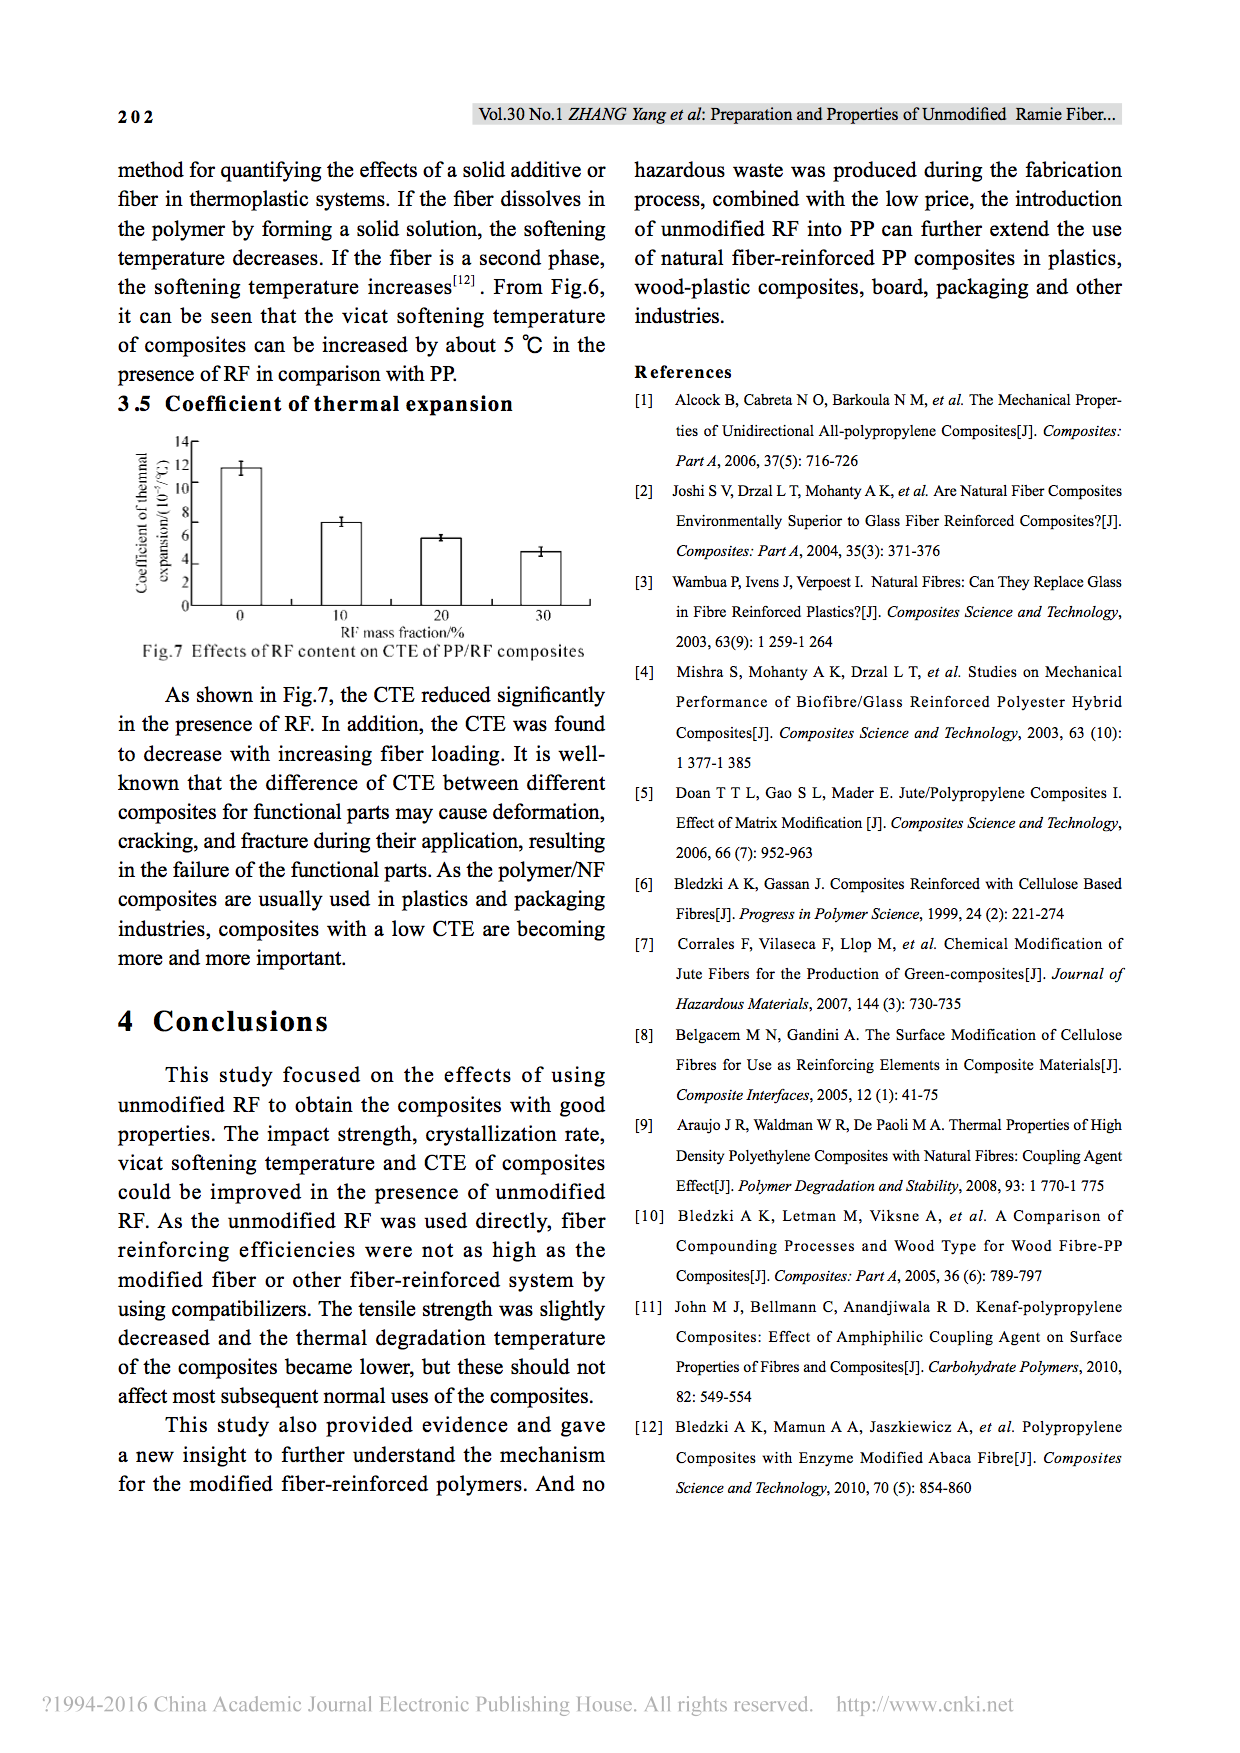 202
Vol.30 No.1 ZHANG Yang et al: Preparation and Properties of Unmodified Ramie Fiber...
method for quantifying the effects of a solid additive or
fiber in thermoplastic systems. If the fiber dissolves in
the polymer by forming a solid solution, the softening
temperature decreases. If the fiber is a second phase,
the softening temperature increases[12]. From Fig.6,
it can be seen that the vicat softening temperature
of composites can be increased by about 5 ℃ in the
presence of RF in comparison with PP.
3.5 Coefficient of thermal expansion
14
12
10
8
6
4
2
0
Coefficient of themnal
expansion/(10⁻⁵/℃)
0 10 20 30
RF mass fraction/%
Fig.7 Effects of RF content on CTE of PP/RF composites
As shown in Fig.7, the CTE reduced significantly
in the presence of RF. In addition, the CTE was found
to decrease with increasing fiber loading. It is well-
known that the difference of CTE between different
composites for functional parts may cause deformation,
cracking, and fracture during their application, resulting
in the failure of the functional parts. As the polymer/NF
composites are usually used in plastics and packaging
industries, composites with a low CTE are becoming
more and more important.
4 Conclusions
This study focused on the effects of using
unmodified RF to obtain the composites with good
properties. The impact strength, crystallization rate,
vicat softening temperature and CTE of composites
could be improved in the presence of unmodified
RF. As the unmodified RF was used directly, fiber
reinforcing efficiencies were not as high as the
modified fiber or other fiber-reinforced system by
using compatibilizers. The tensile strength was slightly
decreased and the thermal degradation temperature
of the composites became lower, but these should not
affect most subsequent normal uses of the composites.
This study also provided evidence and gave
a new insight to further understand the mechanism
for the modified fiber-reinforced polymers. And no
hazardous waste was produced during the fabrication
process, combined with the low price, the introduction
of unmodified RF into PP can further extend the use
of natural fiber-reinforced PP composites in plastics,
wood-plastic composites, board, packaging and other
industries.
References
[1] Alcock B, Cabreta N O, Barkoula N M, et al. The Mechanical Proper-
ties of Unidirectional All-polypropylene Composites[J]. Composites:
Part A, 2006, 37(5): 716-726
[2] Joshi S V, Drzal L T, Mohanty A K, et al. Are Natural Fiber Composites
Environmentally Superior to Glass Fiber Reinforced Composites?[J].
Composites: Part A, 2004, 35(3): 371-376
[3] Wambua P, Ivens J, Verpoest I. Natural Fibres: Can They Replace Glass
in Fibre Reinforced Plastics?[J]. Composites Science and Technology,
2003, 63(9): 1 259-1 264
[4] Mishra S, Mohanty A K, Drzal L T, et al. Studies on Mechanical
Performance of Biofibre/Glass Reinforced Polyester Hybrid
Composites[J]. Composites Science and Technology, 2003, 63 (10):
1 377-1 385
[5] Doan T T L, Gao S L, Mader E. Jute/Polypropylene Composites I.
Effect of Matrix Modification [J]. Composites Science and Technology,
2006, 66 (7): 952-963
[6] Bledzki A K, Gassan J. Composites Reinforced with Cellulose Based
Fibres[J]. Progress in Polymer Science, 1999, 24 (2): 221-274
[7] Corrales F, Vilaseca F, Llop M, et al. Chemical Modification of
Jute Fibers for the Production of Green-composites[J]. Journal of
Hazardous Materials, 2007, 144 (3): 730-735
[8] Belgacem M N, Gandini A. The Surface Modification of Cellulose
Fibres for Use as Reinforcing Elements in Composite Materials[J].
Composite Interfaces, 2005, 12 (1): 41-75
[9] Araujo J R, Waldman W R, De Paoli M A. Thermal Properties of High
Density Polyethylene Composites with Natural Fibres: Coupling Agent
Effect[J]. Polymer Degradation and Stability, 2008, 93: 1 770-1 775
[10] Bledzki A K, Letman M, Viksne A, et al. A Comparison of
Compounding Processes and Wood Type for Wood Fibre-PP
Composites[J]. Composites: Part A, 2005, 36 (6): 789-797
[11] John M J, Bellmann C, Anandjiwala R D. Kenaf-polypropylene
Composites: Effect of Amphiphilic Coupling Agent on Surface
Properties of Fibres and Composites[J]. Carbohydrate Polymers, 2010,
82: 549-554
[12] Bledzki A K, Mamun A A, Jaszkiewicz A, et al. Polypropylene
Composites with Enzyme Modified Abaca Fibre[J]. Composites
Science and Technology, 2010, 70 (5): 854-860
?1994-2016 China Academic Journal Electronic Publishing House. All rights reserved. http://www.cnki.net